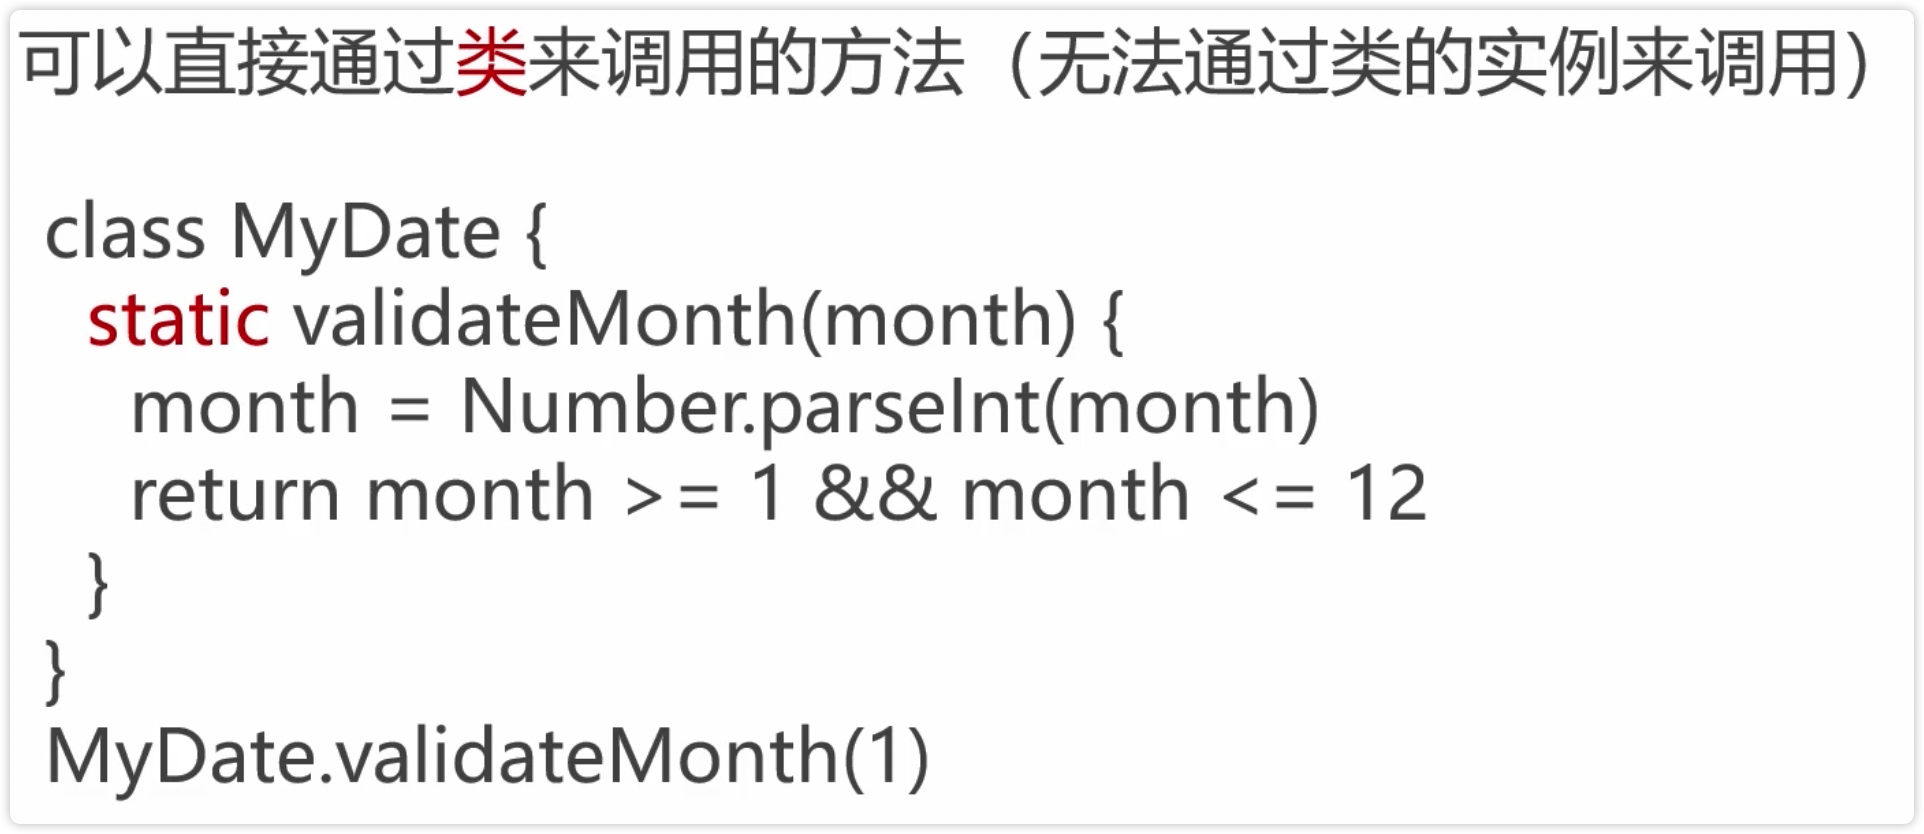 可以直接通过类来调用的方法（无法通过类的实例来调用）
class MyDate {
static validateMonth(month) {
month = Number.parseInt(month)
return month >= 1 && month <= 12
}
}
MyDate.validateMonth(1)